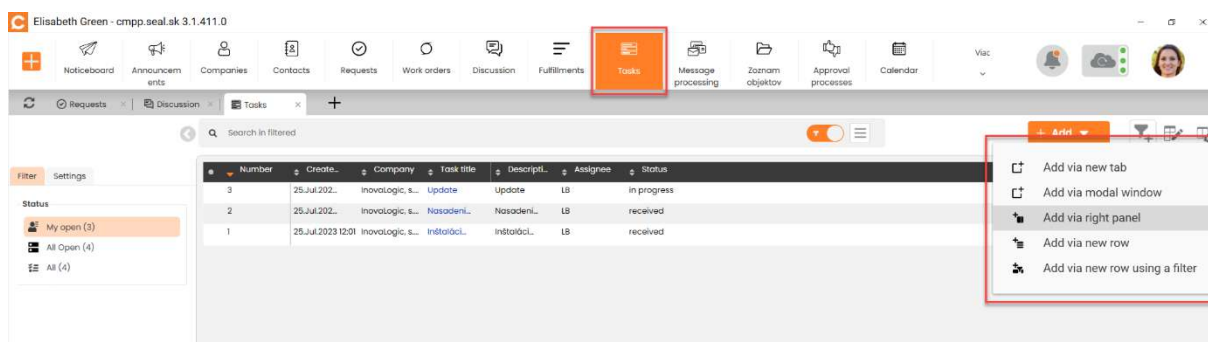 Elisabeth Green - cmpp.seal.sk 3.1.411.0
Noticeboard
Announcem
ents
Companies
Contacts
Requests
Work orders
Discussion
Fulfillments
Tasks
Message
processing
Zoznam
objektov
Approval
processes
Calendar
Viac
Requests
Discussion
Tasks
Search in filtered
+ Add
Filter Settings
Status
My open (3)
All Open (4)
All (4)
Number Create... Company Task title Descripti... Assignee Status
3 25.Jul.202... InovaLogic, s... Update Update LB in progress
2 25.Jul.202... InovaLogic, s... Nasadeni... Nasadeni... LB received
1 25.Jul.2023 12:01 InovaLogic, s... Inštaláci... Inštaláci... LB received
Add via new tab
Add via modal window
Add via right panel
Add via new row
Add via new row using a filter